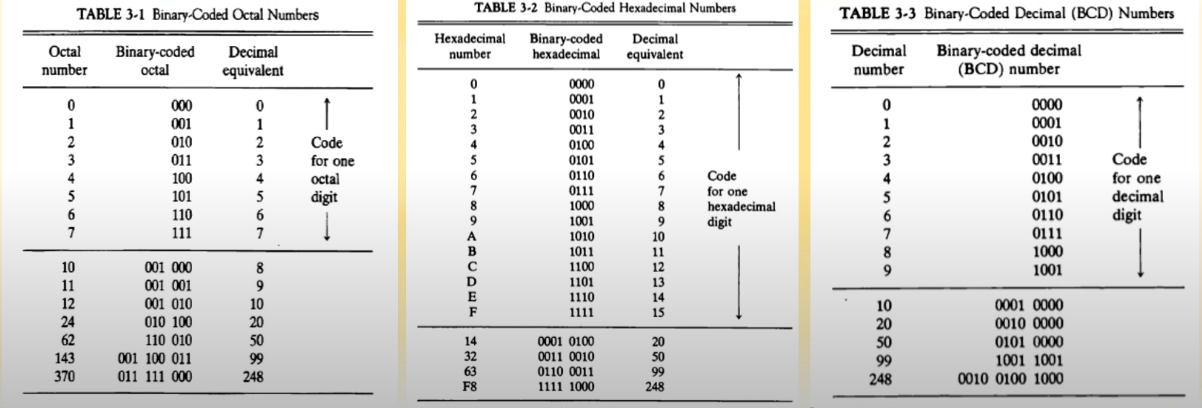 TABLE 3-1 Binary-Coded Octal Numbers
Octal number Binary-coded octal Decimal equivalent
0 000 0
1 001 1
2 010 2 Code
3 011 3 for one
4 100 4 octal
5 101 5 digit
6 110 6
7 111 7
10 001 000 8
11 001 001 9
12 001 010 10
24 010 100 20
62 110 010 50
143 001 100 011 99
370 011 111 000 248
TABLE 3-2 Binary-Coded Hexadecimal Numbers
Hexadecimal number Binary-coded hexadecimal Decimal equivalent
0 0000 0
1 0001 1
2 0010 2
3 0011 3
4 0100 4
5 0101 5
6 0110 6 Code
7 0111 7 for one
8 1000 8 hexadecimal
9 1001 9 digit
A 1010 10
B 1011 11
C 1100 12
D 1101 13
E 1110 14
F 1111 15
14 0001 0100 20
32 0011 0010 50
63 0110 0011 99
F8 1111 1000 248
TABLE 3-3 Binary-Coded Decimal (BCD) Numbers
Decimal number Binary-coded decimal (BCD) number
0 0000
1 0001
2 0010
3 0011 Code
4 0100 for one
5 0101 decimal
6 0110 digit
7 0111
8 1000
9 1001
10 0001 0000
20 0010 0000
50 0101 0000
99 1001 1001
248 0010 0100 1000